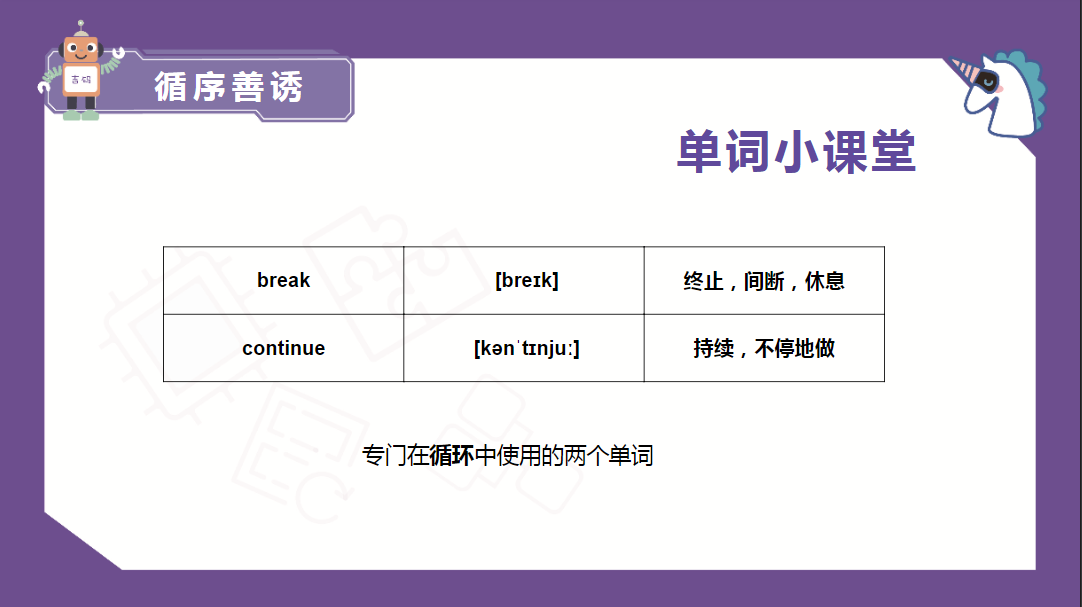 吉码
循序善诱
单词小课堂
break [breɪk] 终止，间断，休息
continue [kənˈtɪnjuː] 持续，不停地做
专门在循环中使用的两个单词